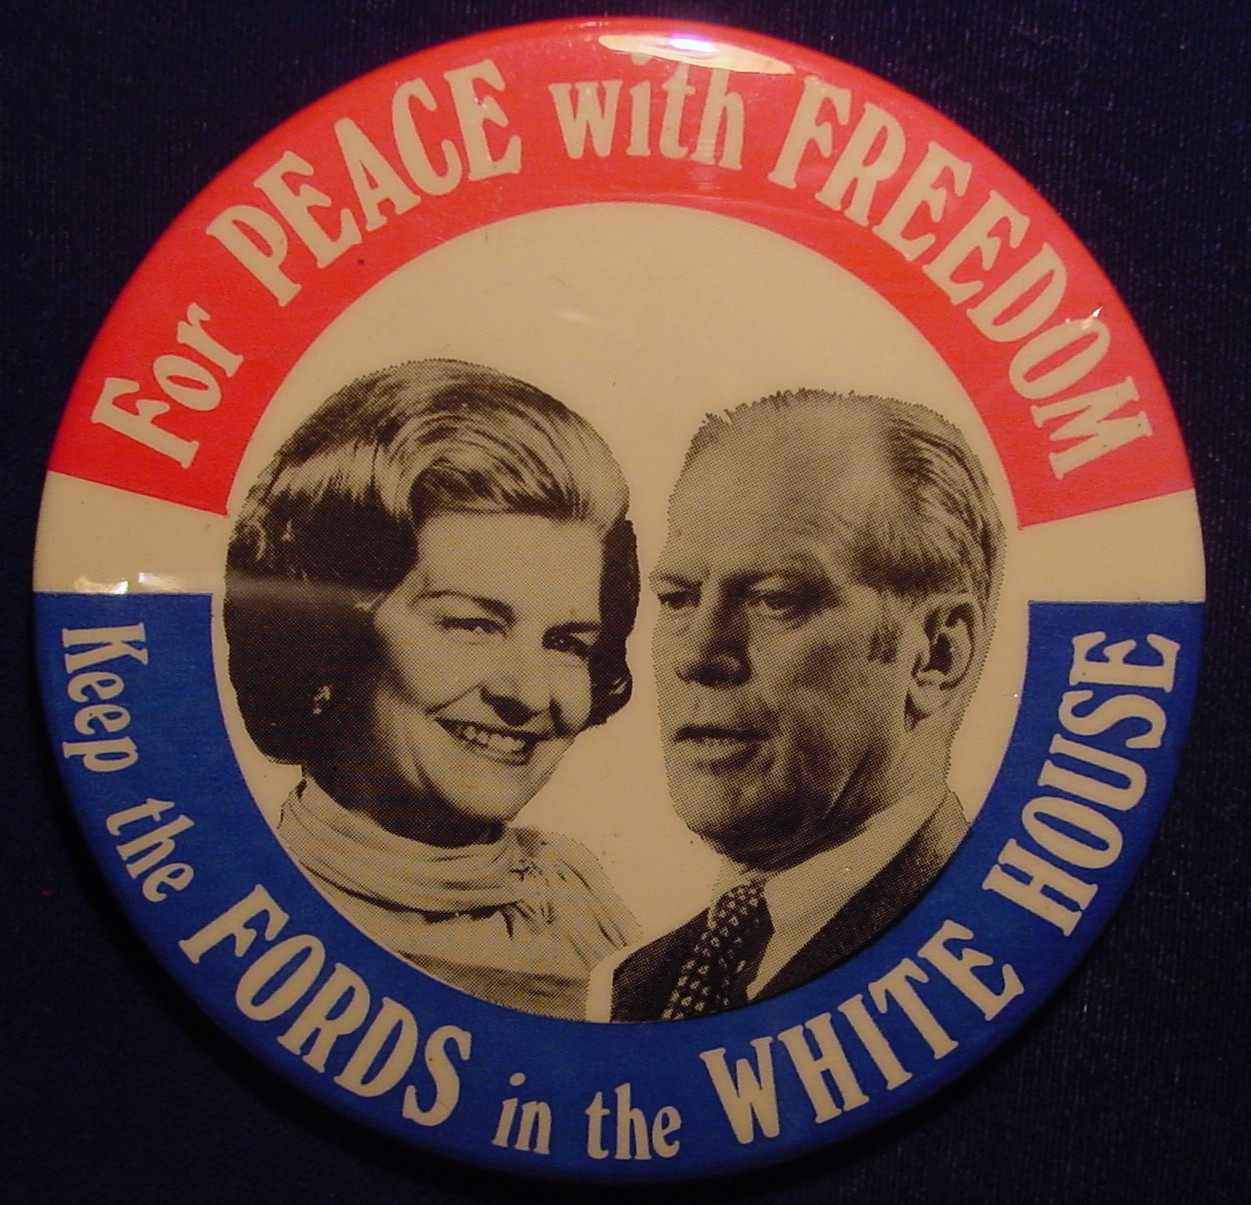 For PEACE with FREEDOM
Keep the FORDS in the WHITE HOUSE